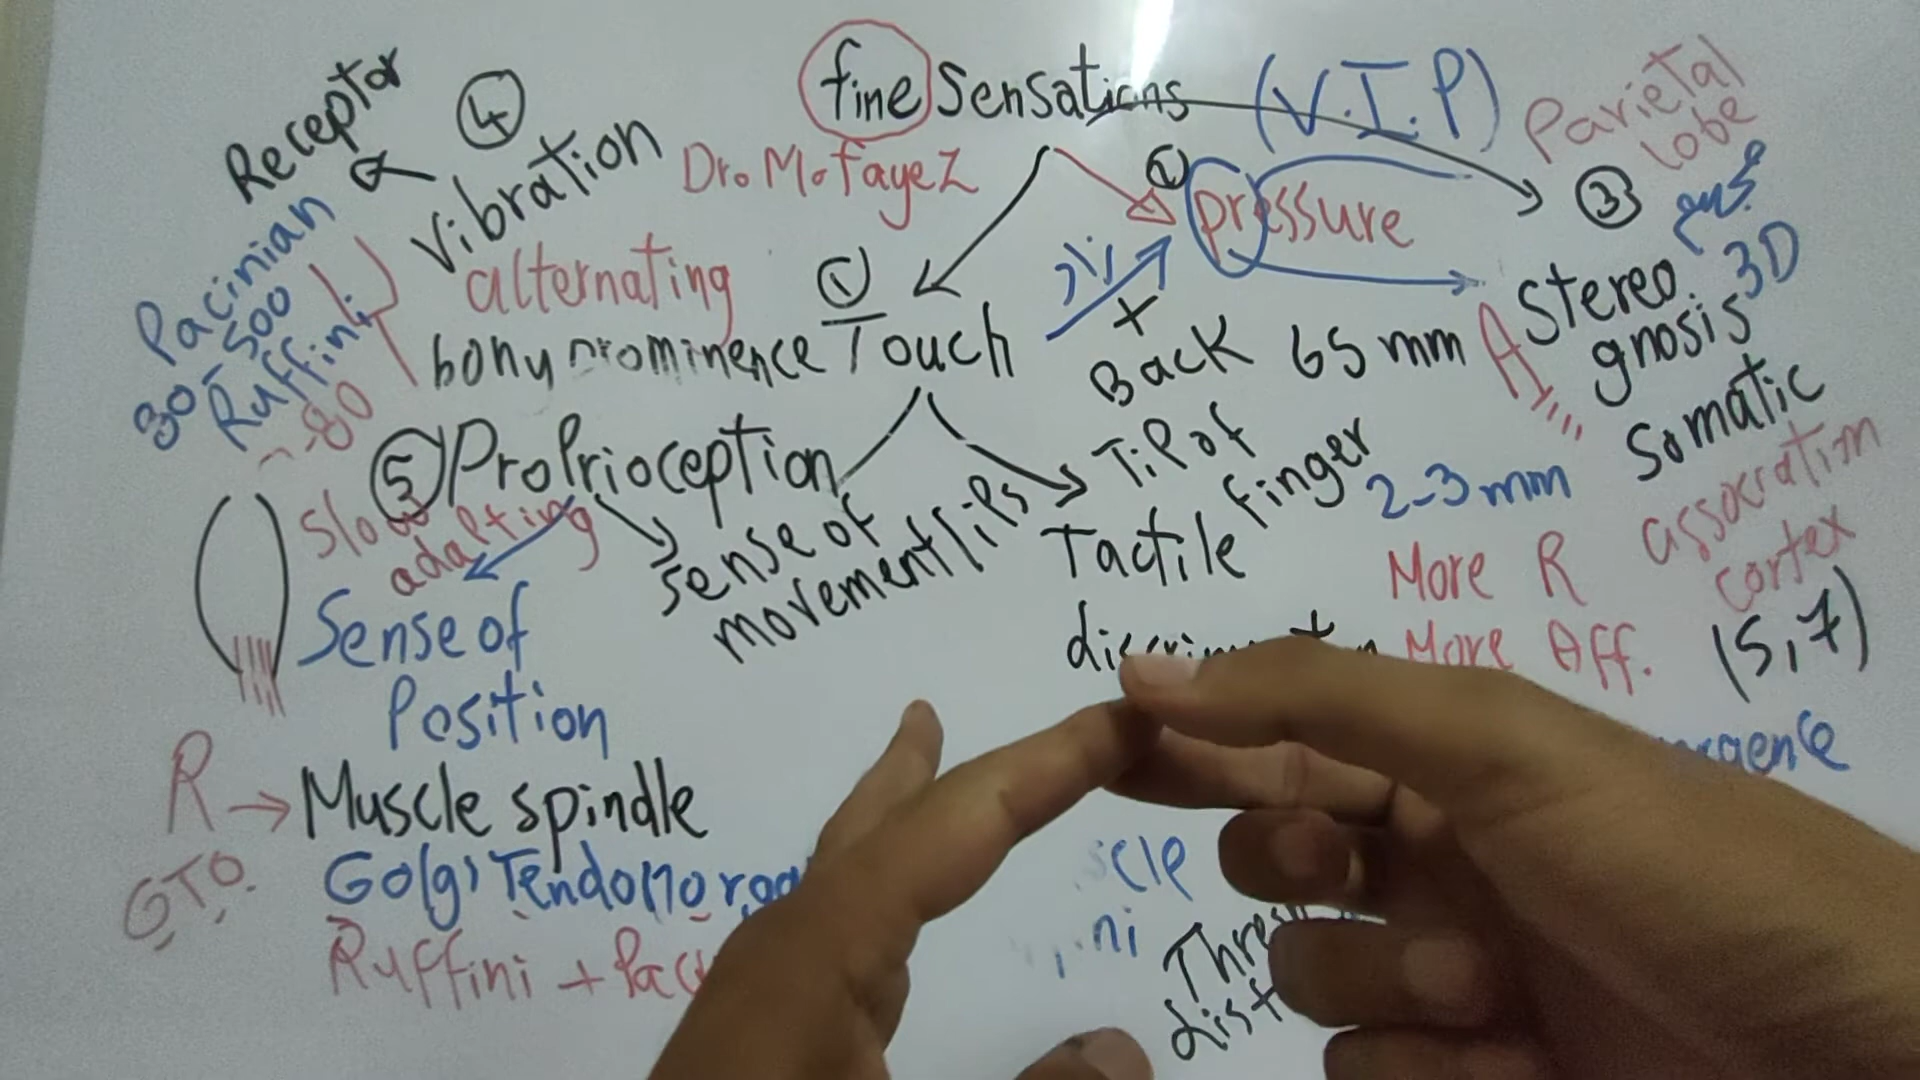 fine Sensations (V.I.P)
Parietal
lobe
Dr. M. Fayez
Receptor
4
Vibration
alternating
bony prominence
Pacinian
30-500
Ruffini
-80
1
Touch
2
pressure
3
Stereo
gnosis
3D
Somatic
association
cortex
(5,7)
Back 65 mm
Tip of
finger
2-3 mm
lips
Tactile
More R
More Aff.
5
Proprioception
Slow
adapting
Sense of
Position
sense of
movement
R → Muscle spindle
GTO.
Golgi Tendon
Ruffini +